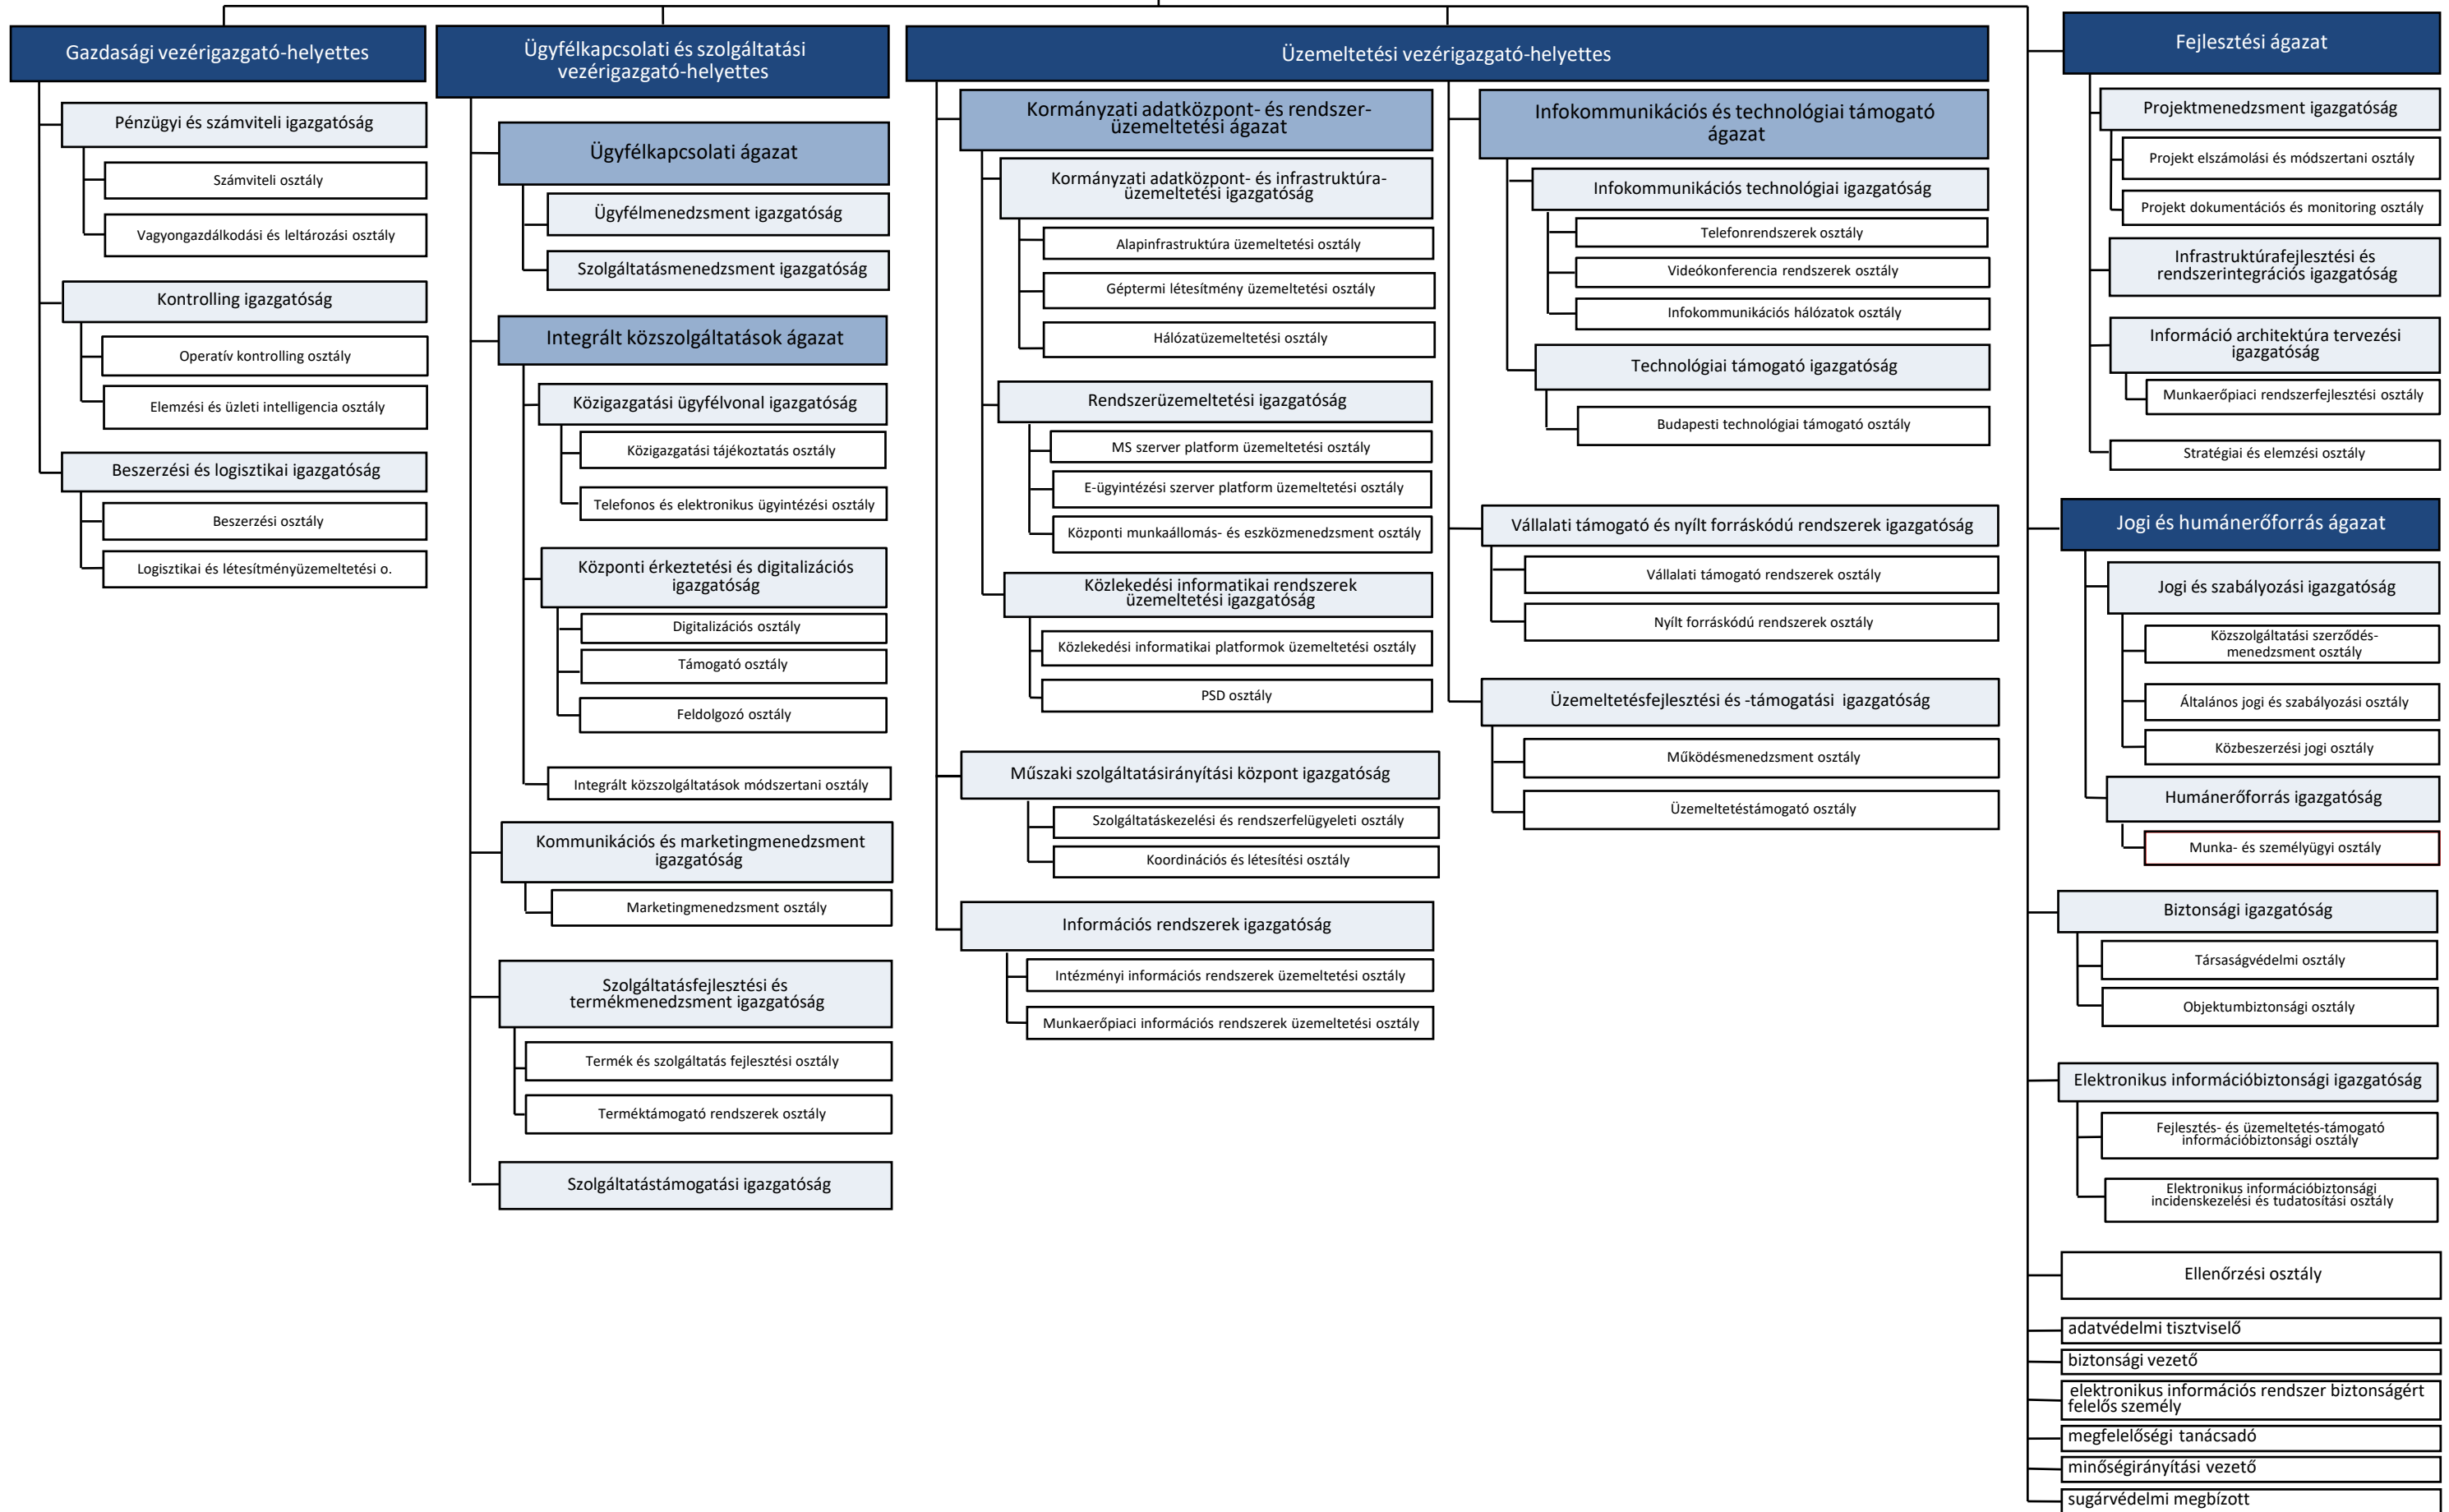 Gazdasági vezérigazgató-helyettes
Pénzügyi és számviteli igazgatóság
Számviteli osztály
Vagyongazdálkodási és leltározási osztály
Kontrolling igazgatóság
Operatív kontrolling osztály
Elemzési és üzleti intelligencia osztály
Beszerzési és logisztikai igazgatóság
Beszerzési osztály
Logisztikai és létesítményüzemeltetési o.
Ügyfélkapcsolati és szolgáltatási
vezérigazgató-helyettes
Ügyfélkapcsolati ágazat
Ügyfélmenedzsment igazgatóság
Szolgáltatásmenedzsment igazgatóság
Integrált közszolgáltatások ágazat
Közigazgatási ügyfélvonal igazgatóság
Közigazgatási tájékoztatás osztály
Telefonos és elektronikus ügyintézési osztály
Központi érkeztetési és digitalizációs
igazgatóság
Digitalizációs osztály
Támogató osztály
Feldolgozó osztály
Integrált közszolgáltatások módszertani osztály
Kommunikációs és marketingmenedzsment
igazgatóság
Marketingmenedzsment osztály
Szolgáltatásfejlesztési és
termékmenedzsment igazgatóság
Termék és szolgáltatás fejlesztési osztály
Terméktámogató rendszerek osztály
Szolgáltatástámogatási igazgatóság
Üzemeltetési vezérigazgató-helyettes
Kormányzati adatközpont- és rendszer-
üzemeltetési ágazat
Kormányzati adatközpont- és infrastruktúra-
üzemeltetési igazgatóság
Alapinfrastruktúra üzemeltetési osztály
Géptermi létesítmény üzemeltetési osztály
Hálózatüzemeltetési osztály
Rendszerüzemeltetési igazgatóság
MS szerver platform üzemeltetési osztály
E-ügyintézési szerver platform üzemeltetési osztály
Központi munkaállomás- és eszközmenedzsment osztály
Közlekedési informatikai rendszerek
üzemeltetési igazgatóság
Közlekedési informatikai platformok üzemeltetési osztály
PSD osztály
Műszaki szolgáltatásirányítási központ igazgatóság
Szolgáltatáskezelési és rendszerfelügyeleti osztály
Koordinációs és létesítési osztály
Információs rendszerek igazgatóság
Intézményi információs rendszerek üzemeltetési osztály
Munkaerőpiaci információs rendszerek üzemeltetési osztály
Infokommunikációs és technológiai támogató
ágazat
Infokommunikációs technológiai igazgatóság
Telefonrendszerek osztály
Videókonferencia rendszerek osztály
Infokommunikációs hálózatok osztály
Technológiai támogató igazgatóság
Budapesti technológiai támogató osztály
Vállalati támogató és nyílt forráskódú rendszerek igazgatóság
Vállalati támogató rendszerek osztály
Nyílt forráskódú rendszerek osztály
Üzemeltetésfejlesztési és -támogatási igazgatóság
Működésmenedzsment osztály
Üzemeltetéstámogató osztály
Fejlesztési ágazat
Projektmenedzsment igazgatóság
Projekt elszámolási és módszertani osztály
Projekt dokumentációs és monitoring osztály
Infrastruktúrafejlesztési és
rendszerintegrációs igazgatóság
Információ architektúra tervezési
igazgatóság
Munkaerőpiaci rendszerfejlesztési osztály
Stratégiai és elemzési osztály
Jogi és humánerőforrás ágazat
Jogi és szabályozási igazgatóság
Közszolgáltatási szerződés-
menedzsment osztály
Általános jogi és szabályozási osztály
Közbeszerzési jogi osztály
Humánerőforrás igazgatóság
Munka- és személyügyi osztály
Biztonsági igazgatóság
Társaságvédelmi osztály
Objektumbiztonsági osztály
Elektronikus információbiztonsági igazgatóság
Fejlesztés- és üzemeltetés-támogató
információbiztonsági osztály
Elektronikus információbiztonsági
incidenskezelési és tudatosítási osztály
Ellenőrzési osztály
adatvédelmi tisztviselő
biztonsági vezető
elektronikus információs rendszer biztonságért
felelős személy
megfelelőségi tanácsadó
minőségirányítási vezető
sugárvédelmi megbízott